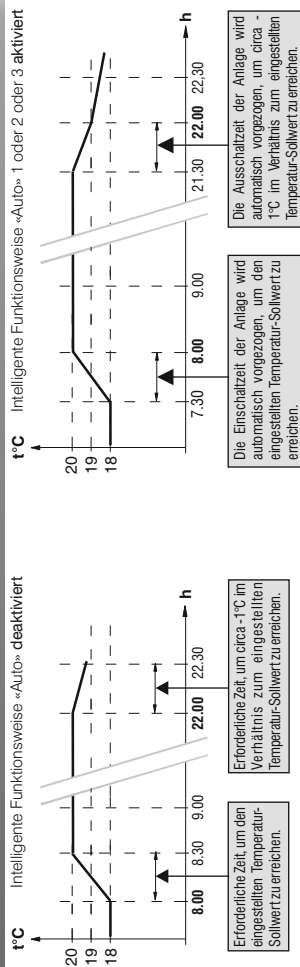 t°C Intelligente Funktionsweise «Auto» deaktiviert
20
19
18
8.00 8.30 9.00 22.00 22.30 h
Erforderliche Zeit, um den
eingestellten Temperatur-
Sollwert zu erreichen.
Erforderliche Zeit, um circa -1°C im
Verhältnis zum eingestellten
Temperatur-Sollwert zu erreichen.
t°C Intelligente Funktionsweise «Auto» 1 oder 2 oder 3 aktiviert
20
19
18
7.30 8.00 9.00 21.30 22.00 22,30 h
Die Einschaltzeit der Anlage wird
automatisch vorgezogen, um den
eingestellten Temperatur-Sollwert zu
erreichen.
Die Ausschaltzeit der Anlage wird
automatisch vorgezogen, um circa -
1°C im Verhältnis zum eingestellten
Temperatur-Sollwert zu erreichen.